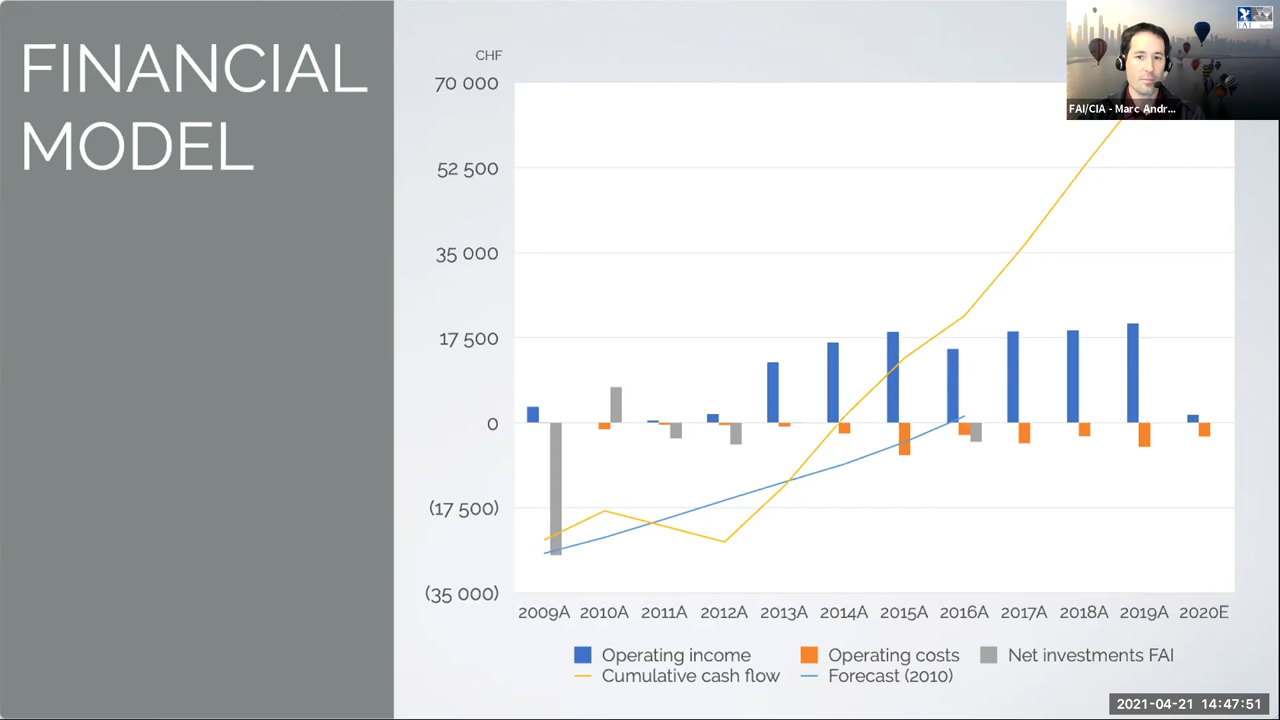 FINANCIAL
MODEL
CHF
70 000
52 500
35 000
17 500
0
(17 500)
(35 000)
2009A 2010A 2011A 2012A 2013A 2014A 2015A 2016A 2017A 2018A 2019A 2020E
Operating income Operating costs Net investments FAI
Cumulative cash flow Forecast (2010)
FAI
FAI/CIA - Marc Andr...
2021-04-21 14:47:51